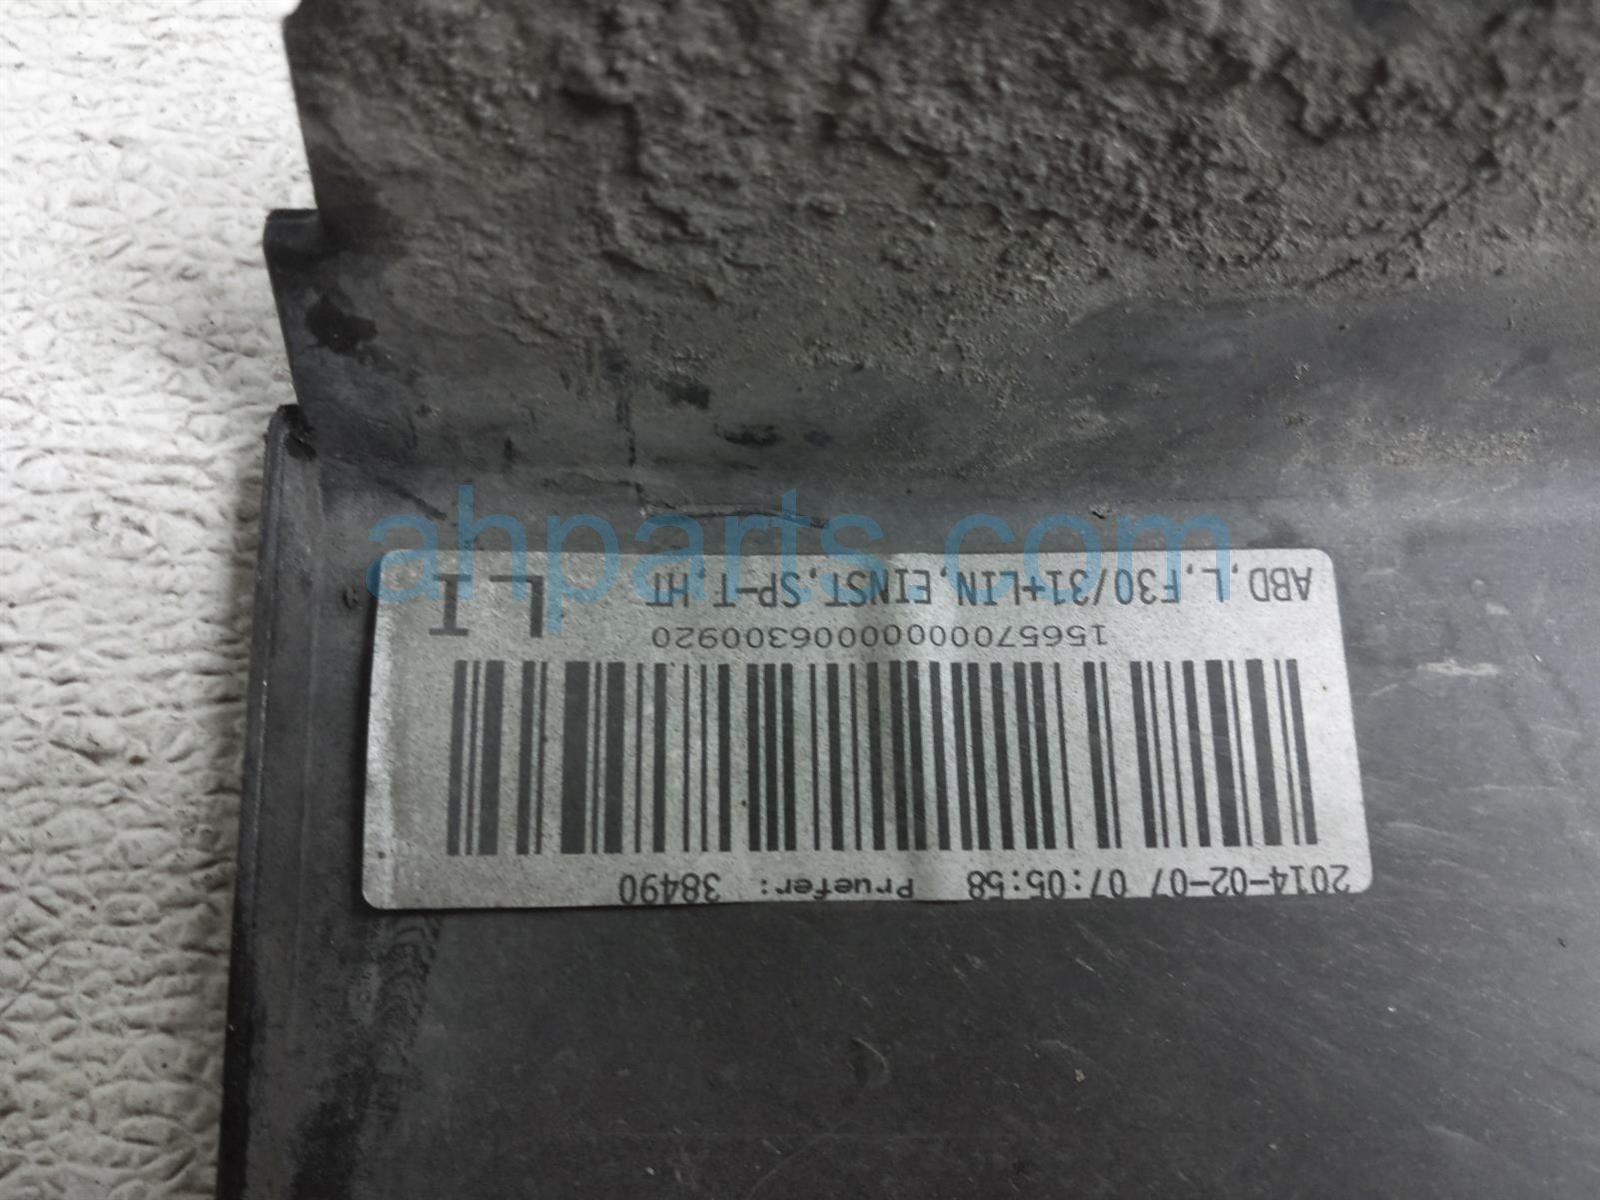 2014-02-07 07:05:58 Pruefer: 38490
1565700000006300920
ABD,L,F30/31+LIN,EINST,SP-T,HT
LI
ahparts.com